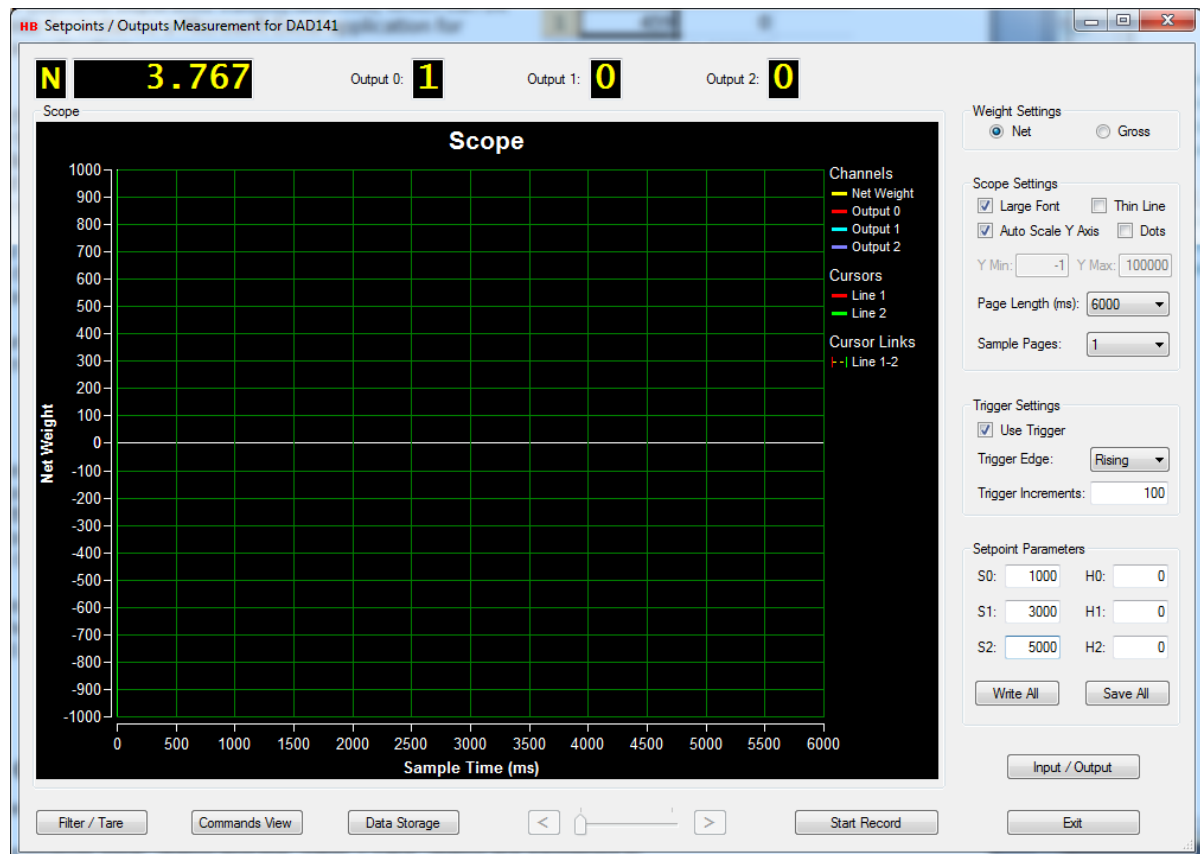 HB Setpoints / Outputs Measurement for DAD141
N 3.767 Output 0: 1 Output 1: 0 Output 2: 0
Scope
Scope
1000
900
800
700
600
500
400
300
200
100
0
-100
-200
-300
-400
-500
-600
-700
-800
-900
-1000
Net Weight
0 500 1000 1500 2000 2500 3000 3500 4000 4500 5000 5500 6000
Sample Time (ms)
Channels
Net Weight
Output 0
Output 1
Output 2
Cursors
Line 1
Line 2
Cursor Links
Line 1-2
Weight Settings
Net Gross
Scope Settings
Large Font Thin Line
Auto Scale Y Axis Dots
Y Min: -1 Y Max: 100000
Page Length (ms): 6000
Sample Pages: 1
Trigger Settings
Use Trigger
Trigger Edge: Rising
Trigger Increments: 100
Setpoint Parameters
S0: 1000 H0: 0
S1: 3000 H1: 0
S2: 5000 H2: 0
Write All Save All
Input / Output
Filter / Tare Commands View Data Storage < > Start Record Exit